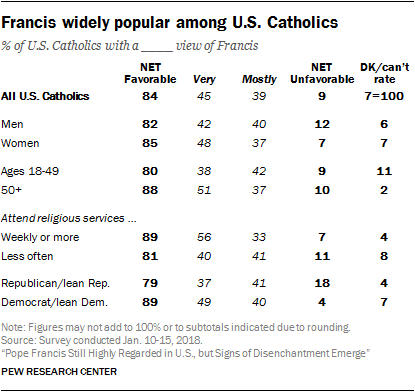 Francis widely popular among U.S. Catholics
% of U.S. Catholics with a _____ view of Francis
NET Favorable Very Mostly NET Unfavorable DK/can't rate
All U.S. Catholics 84 45 39 9 7=100
Men 82 42 40 12 6
Women 85 48 37 7 7
Ages 18-49 80 38 42 9 11
50+ 88 51 37 10 2
Attend religious services ...
Weekly or more 89 56 33 7 4
Less often 81 40 41 11 8
Republican/lean Rep. 79 37 41 18 4
Democrat/lean Dem. 89 49 40 4 7
Note: Figures may not add to 100% or to subtotals indicated due to rounding.
Source: Survey conducted Jan. 10-15, 2018.
"Pope Francis Still Highly Regarded in U.S., but Signs of Disenchantment Emerge"
PEW RESEARCH CENTER